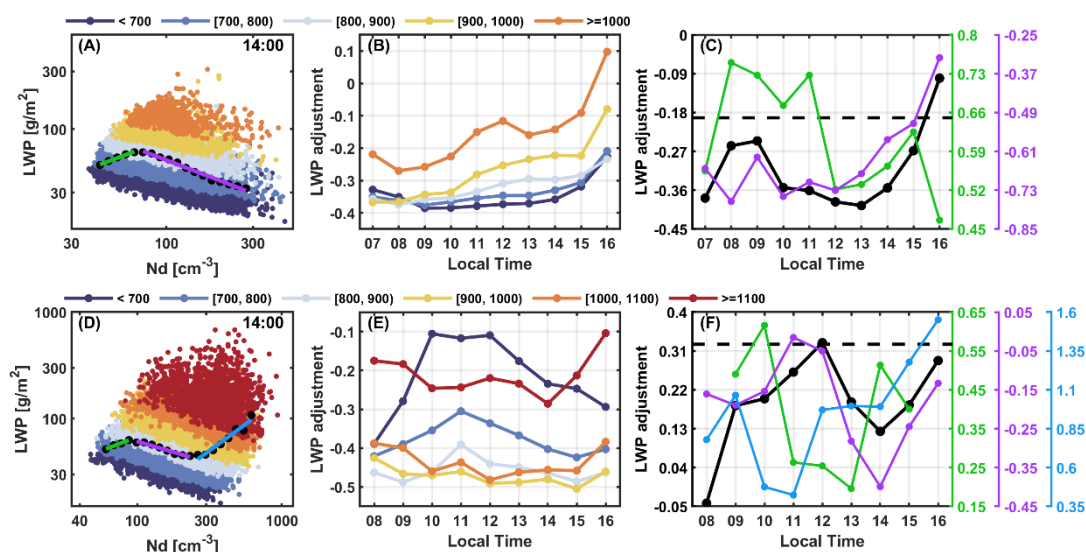 < 700 [700, 800) [800, 900) [900, 1000) >=1000
(A) 14:00
LWP [g/m²]
300
100
30
30 100 300
Nd [cm⁻³]
(B)
LWP adjustment
0.1
0
-0.1
-0.2
-0.3
-0.4
07 08 09 10 11 12 13 14 15 16
Local Time
(C)
LWP adjustment
0
-0.09
-0.18
-0.27
-0.36
-0.45
07 08 09 10 11 12 13 14 15 16
Local Time
0.8
0.73
0.66
0.59
0.52
0.45
-0.25
-0.37
-0.49
-0.61
-0.73
-0.85
< 700 [700, 800) [800, 900) [900, 1000) [1000, 1100) >=1100
(D) 14:00
LWP [g/m²]
1000
300
100
30
40 100 300 1000
Nd [cm⁻³]
(E)
LWP adjustment
-0.1
-0.2
-0.3
-0.4
-0.5
08 09 10 11 12 13 14 15 16
Local Time
(F)
LWP adjustment
0.4
0.31
0.22
0.13
0.04
-0.05
08 09 10 11 12 13 14 15 16
Local Time
0.65
0.55
0.45
0.35
0.25
0.15
0.05
-0.05
-0.15
-0.25
-0.35
-0.45
1.6
1.35
1.1
0.85
0.6
0.35